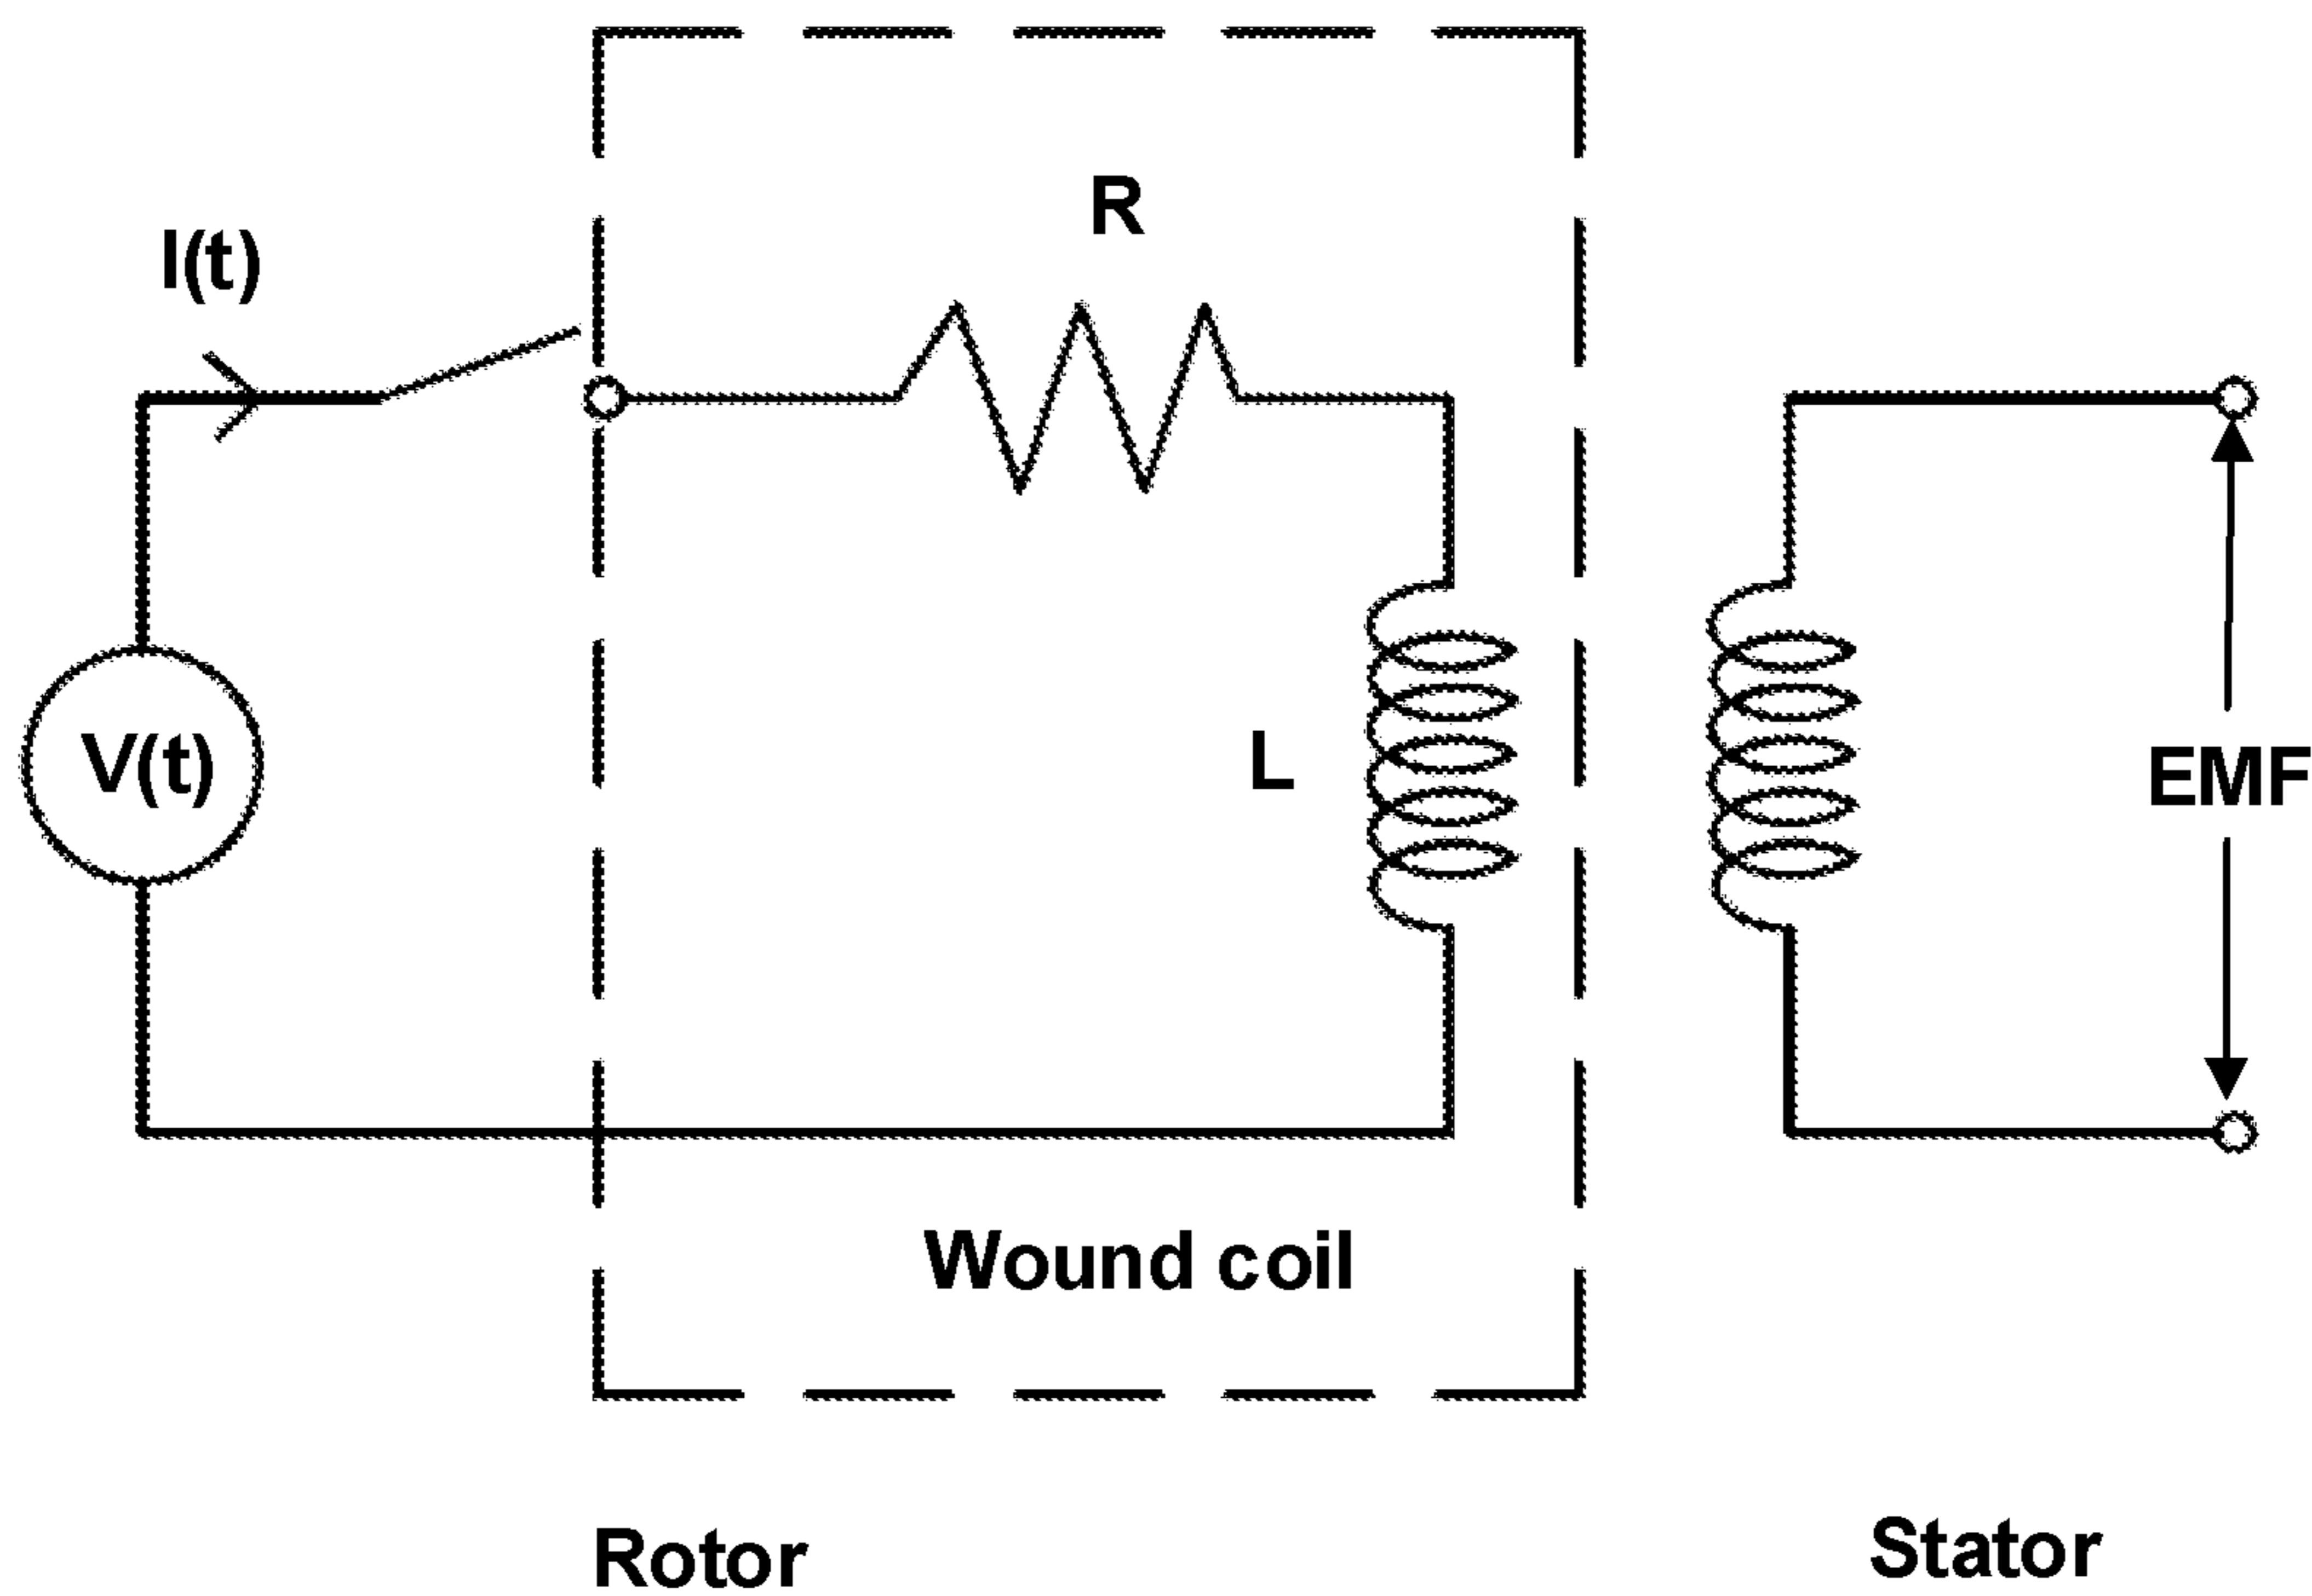 R
I(t)
V(t)
L
EMF
Wound coil
Rotor
Stator